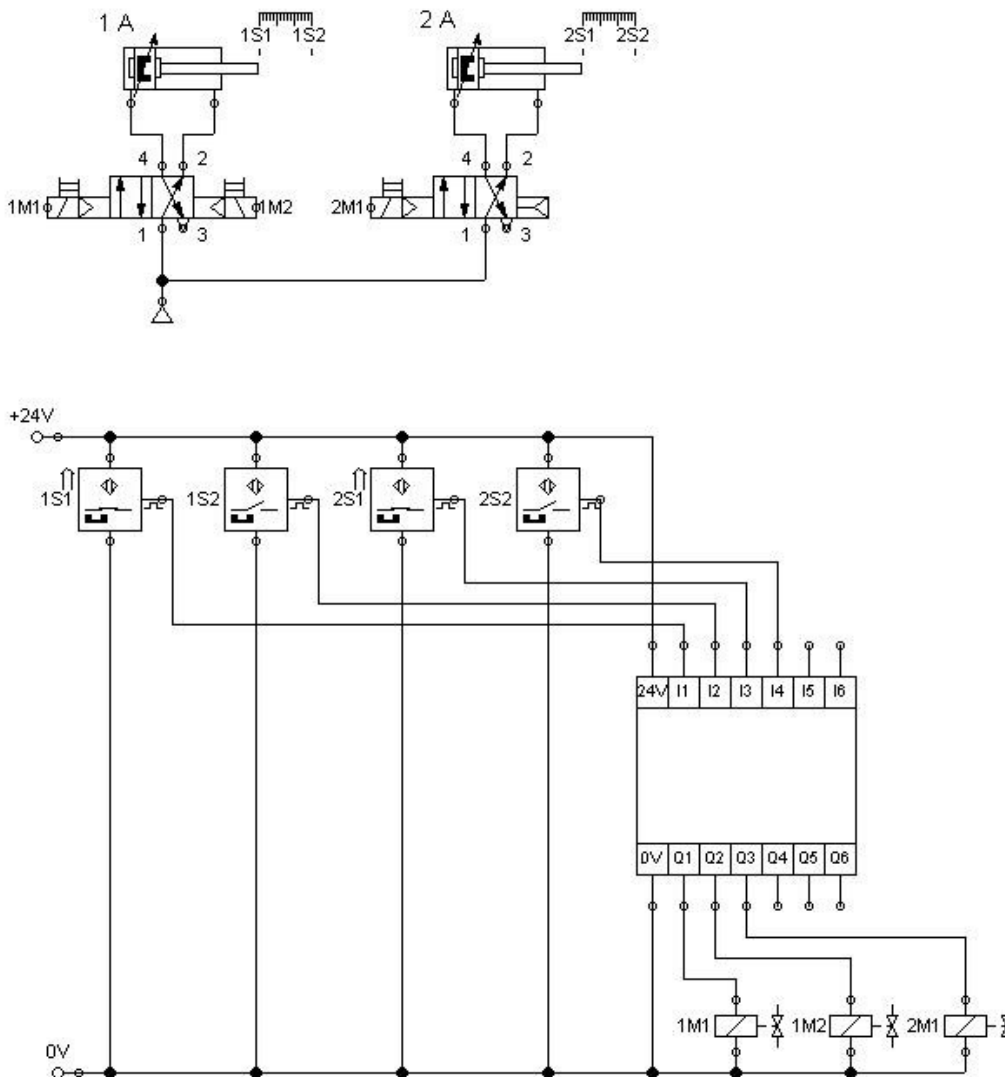 1 A 1S1 1S2 2 A 2S1 2S2
4 2 4 2
1M1 1M2 2M1
1 3 1 3
+24V
1S1 1S2 2S1 2S2
24V I1 I2 I3 I4 I5 I6
0V Q1 Q2 Q3 Q4 Q5 Q6
1M1 1M2 2M1
0V